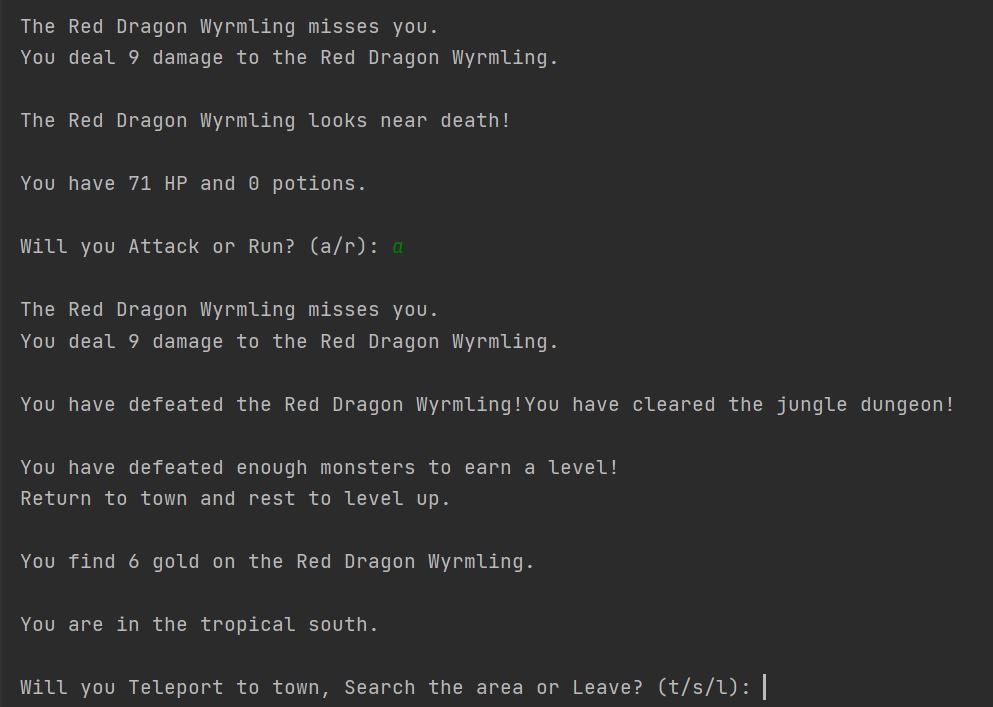 The Red Dragon Wyrmling misses you.
You deal 9 damage to the Red Dragon Wyrmling.
The Red Dragon Wyrmling looks near death!
You have 71 HP and 0 potions.
Will you Attack or Run? (a/r): a
The Red Dragon Wyrmling misses you.
You deal 9 damage to the Red Dragon Wyrmling.
You have defeated the Red Dragon Wyrmling!You have cleared the jungle dungeon!
You have defeated enough monsters to earn a level!
Return to town and rest to level up.
You find 6 gold on the Red Dragon Wyrmling.
You are in the tropical south.
Will you Teleport to town, Search the area or Leave? (t/s/l):